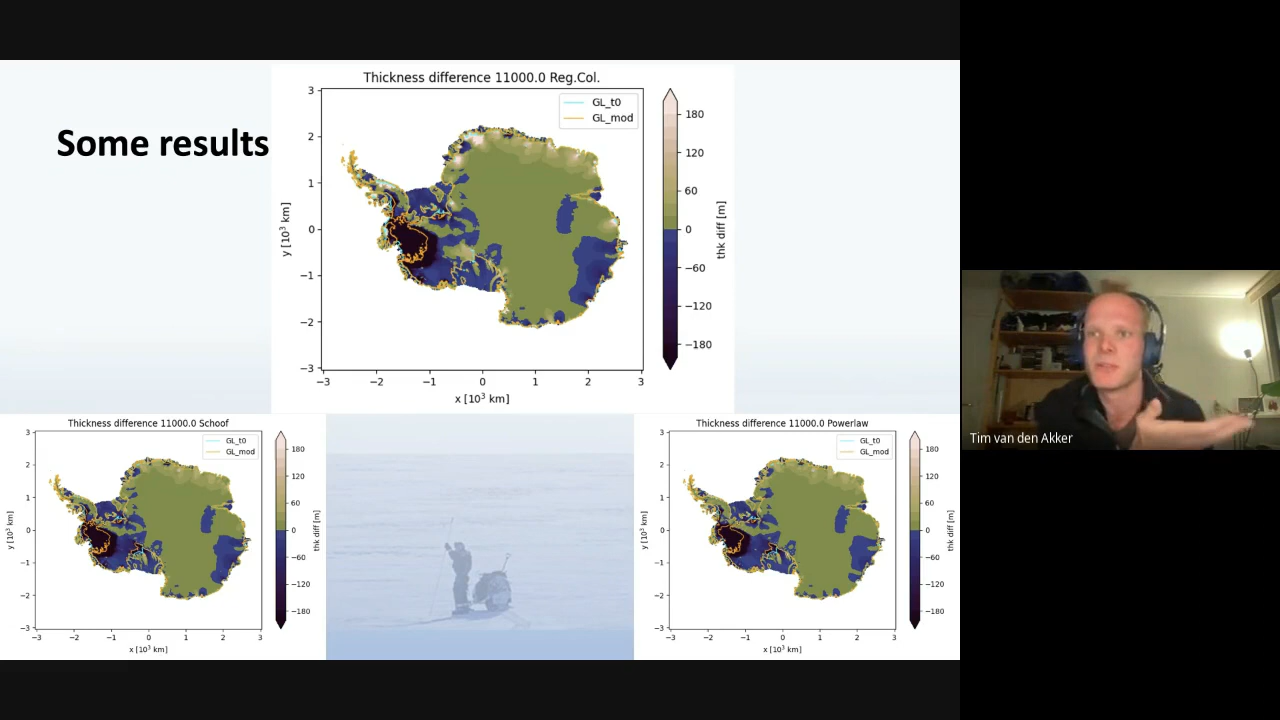 Some results
Thickness difference 11000.0 Reg.Col.
GL_t0
GL_mod
3
2
1
0
−1
−2
−3
y [10³ km]
−3 −2 −1 0 1 2 3
x [10³ km]
180
120
60
0
−60
−120
−180
thk diff [m]
Thickness difference 11000.0 Schoof
GL_t0
GL_mod
3
2
1
0
−1
−2
−3
y [10³ km]
−3 −2 −1 0 1 2 3
x [10³ km]
180
120
60
0
−60
−120
−180
thk diff [m]
Thickness difference 11000.0 Powerlaw
GL_t0
GL_mod
3
2
1
0
−1
−2
−3
y [10³ km]
−3 −2 −1 0 1 2 3
x [10³ km]
180
120
60
0
−60
−120
−180
thk diff [m]
Tim van den Akker